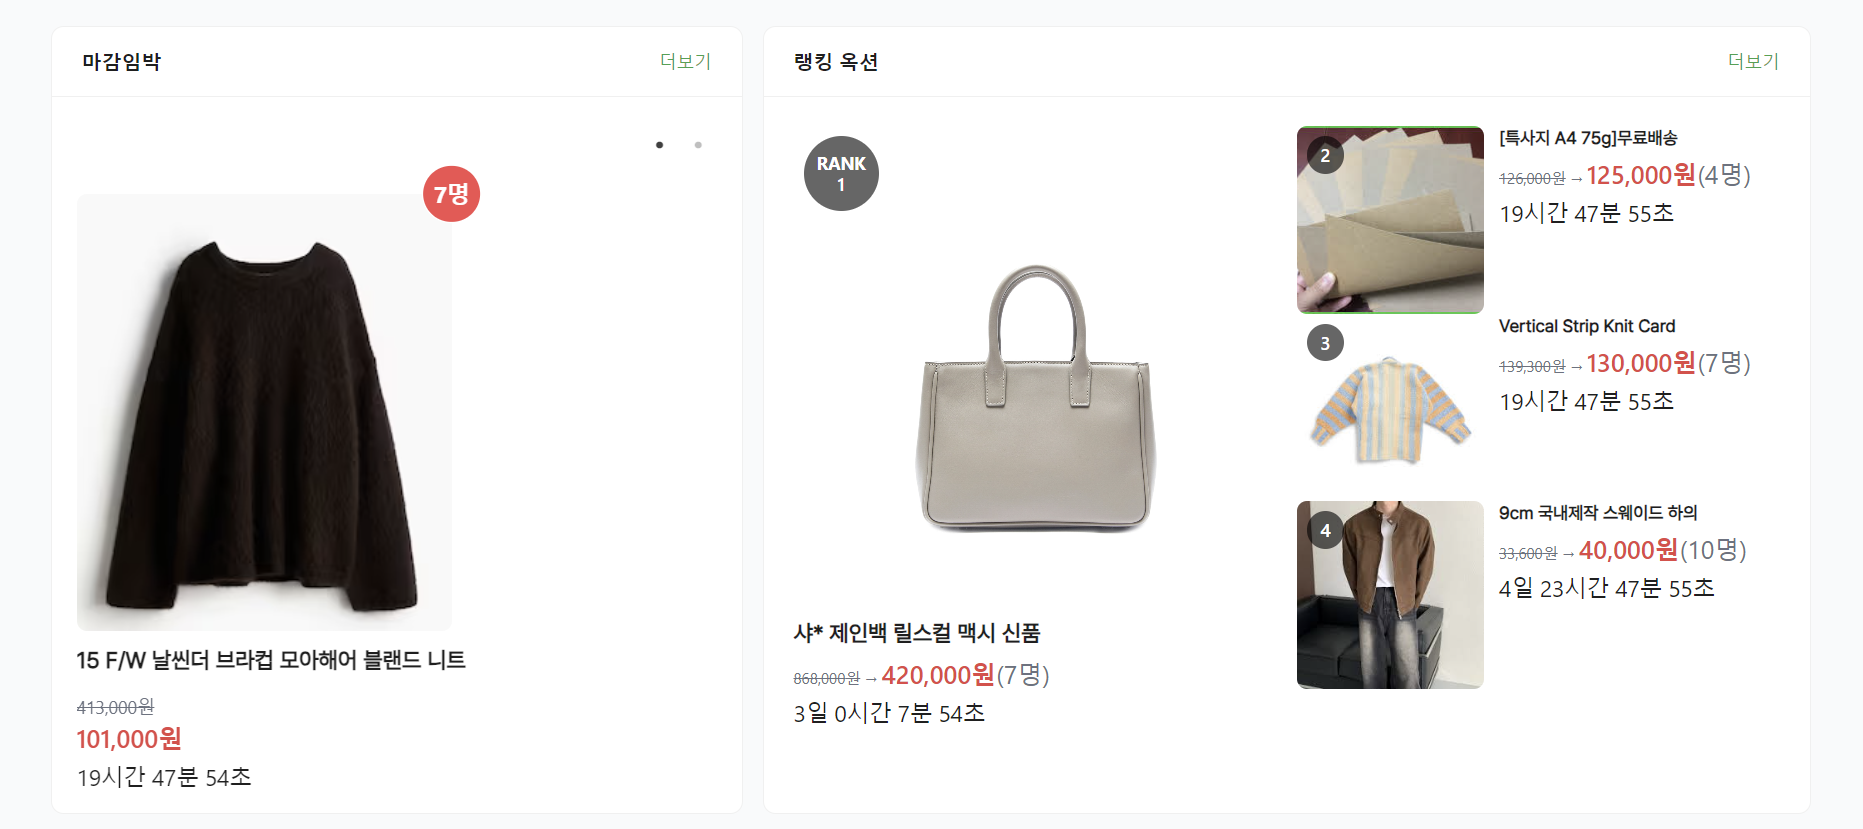 마감임박
더보기
7명
15 F/W 날씬더 브라컵 모아해어 블랜드 니트
413,000원
101,000원
19시간 47분 54초
랭킹 옥션
더보기
RANK
1
샤* 제인백 릴스컬 맥시 신품
868,000원 → 420,000원(7명)
3일 0시간 7분 54초
2
[특사지 A4 75g]무료배송
126,000원 → 125,000원(4명)
19시간 47분 55초
3
Vertical Strip Knit Card
139,300원 → 130,000원(7명)
19시간 47분 55초
4
9cm 국내제작 스웨이드 하의
33,600원 → 40,000원(10명)
4일 23시간 47분 55초